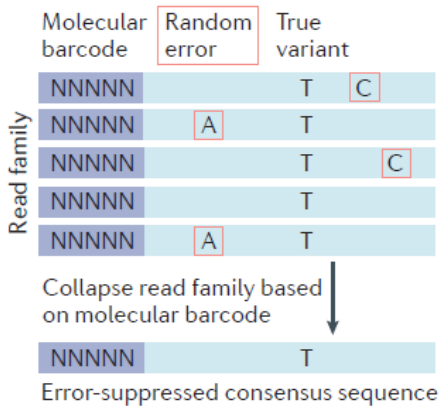 Molecular barcode
Random error
True variant
Read family
NNNNN T C
NNNNN A T
NNNNN T C
NNNNN T
NNNNN A T
Collapse read family based
on molecular barcode
NNNNN T
Error-suppressed consensus sequence